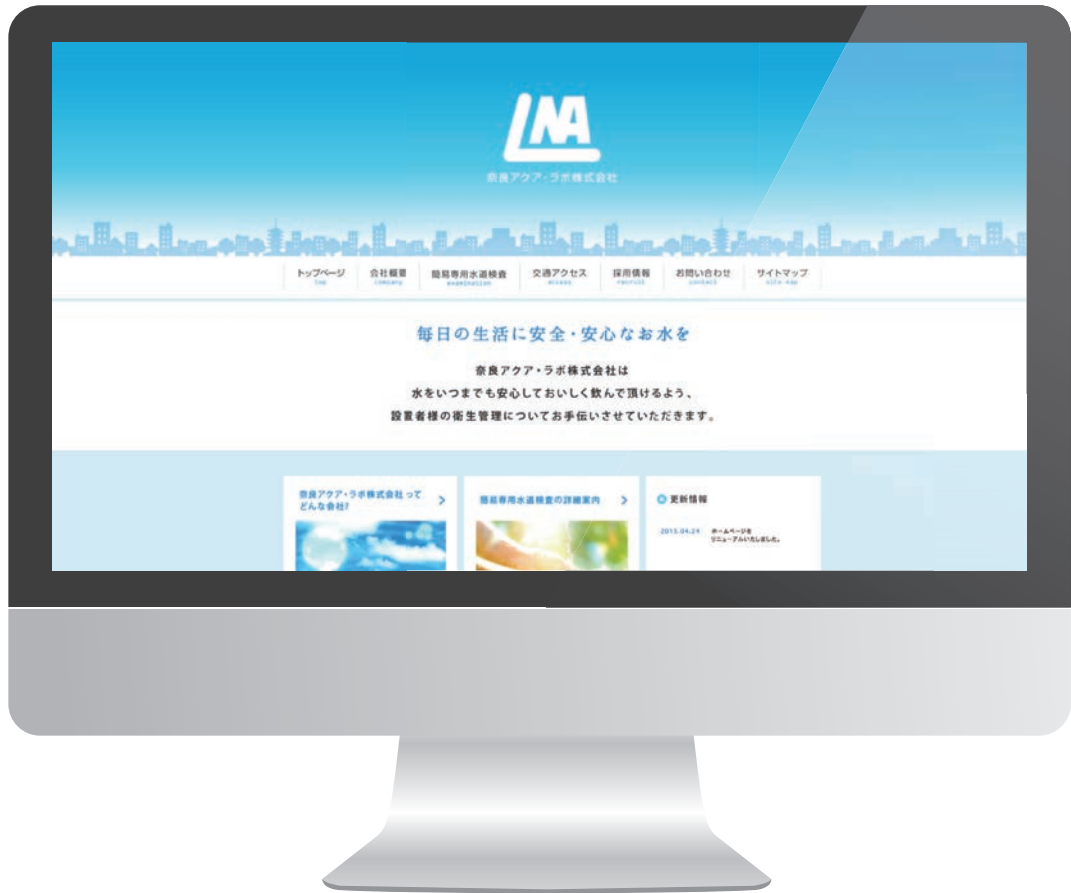 LNA
奈良アクア・ラボ株式会社
トップページ 会社概要 簡易専用水道検査 交通アクセス 採用情報 お問い合わせ サイトマップ
top company examination access recruit contact site map
毎日の生活に安全・安心なお水を
奈良アクア・ラボ株式会社は
水をいつまでも安心しておいしく飲んで頂けるよう、
設置者様の衛生管理についてお手伝いさせていただきます。
奈良アクア・ラボ株式会社って
どんな会社?
簡易専用水道検査の詳細案内
更新情報
2015.04.24 ホームページを
リニューアルいたしました。